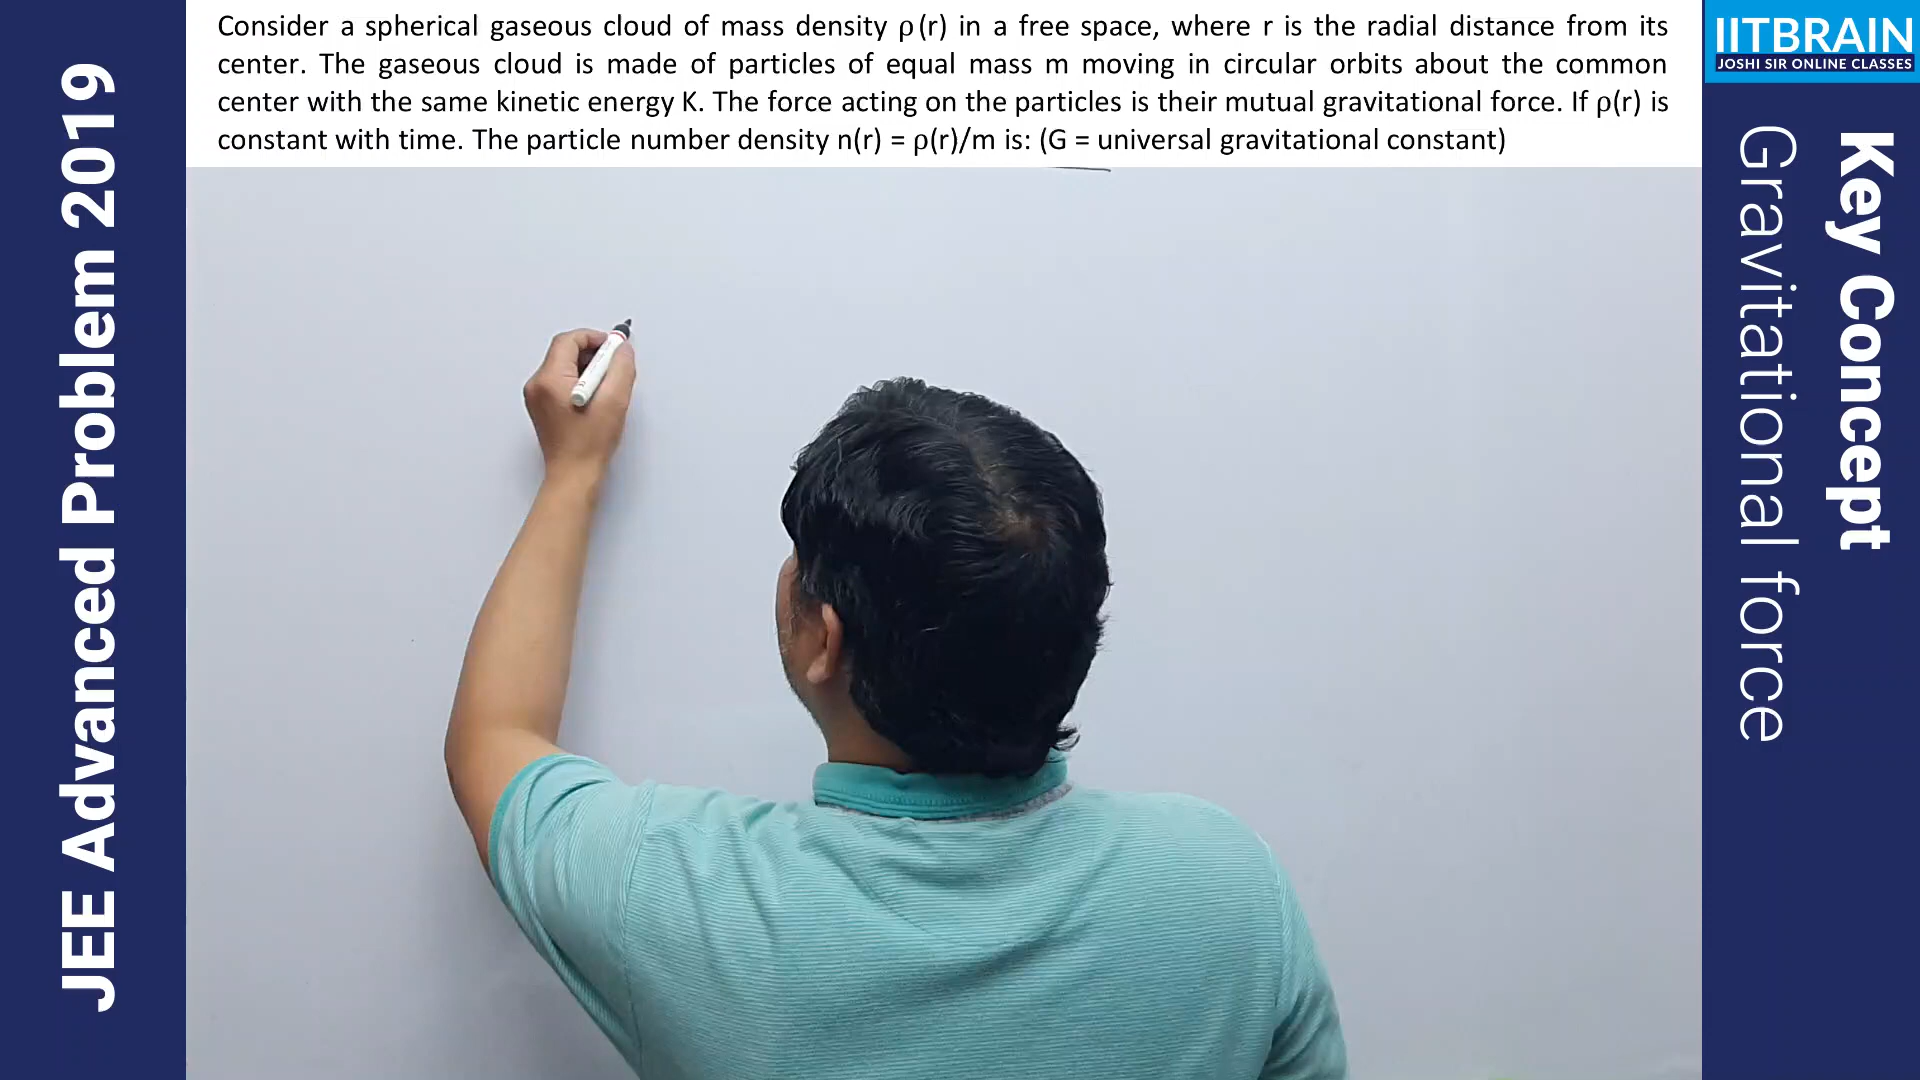 Consider a spherical gaseous cloud of mass density ρ(r) in a free space, where r is the radial distance from its
center. The gaseous cloud is made of particles of equal mass m moving in circular orbits about the common
center with the same kinetic energy K. The force acting on the particles is their mutual gravitational force. If ρ(r) is
constant with time. The particle number density n(r) = ρ(r)/m is: (G = universal gravitational constant)
IITBRAIN
JOSHI SIR ONLINE CLASSES
JEE Advanced Problem 2019
Key Concept
Gravitational force